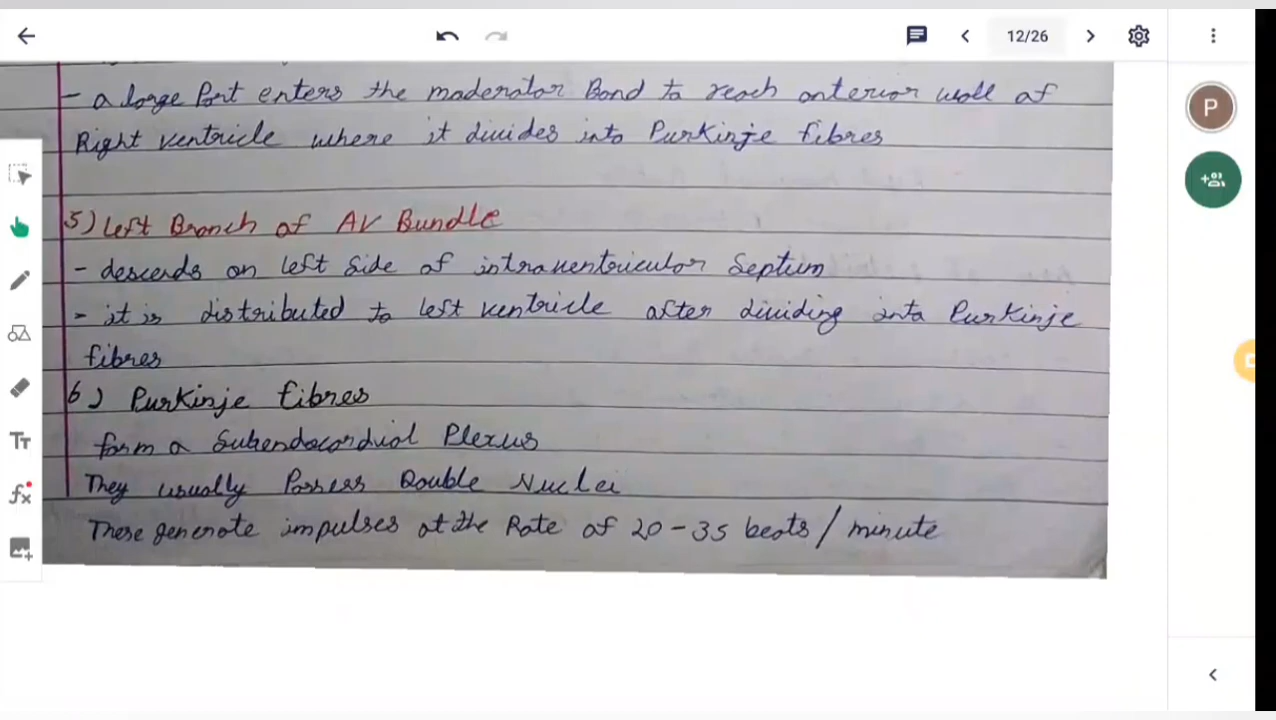 12/26
P
- a large Part enters the moderator Band to reach anterior wall of
Right ventricle where it divides into Purkinje fibres
5) Left Branch of AV Bundle
- descends on left side of intraventricular Septum
- it is distributed to left ventricle after dividing into Purkinje
fibres
6) Purkinje fibres
form a Subendocardial Plexus
They usually Possess Double Nuclei
These generate impulses at the Rate of 20-35 beats/minute
Tт
fx